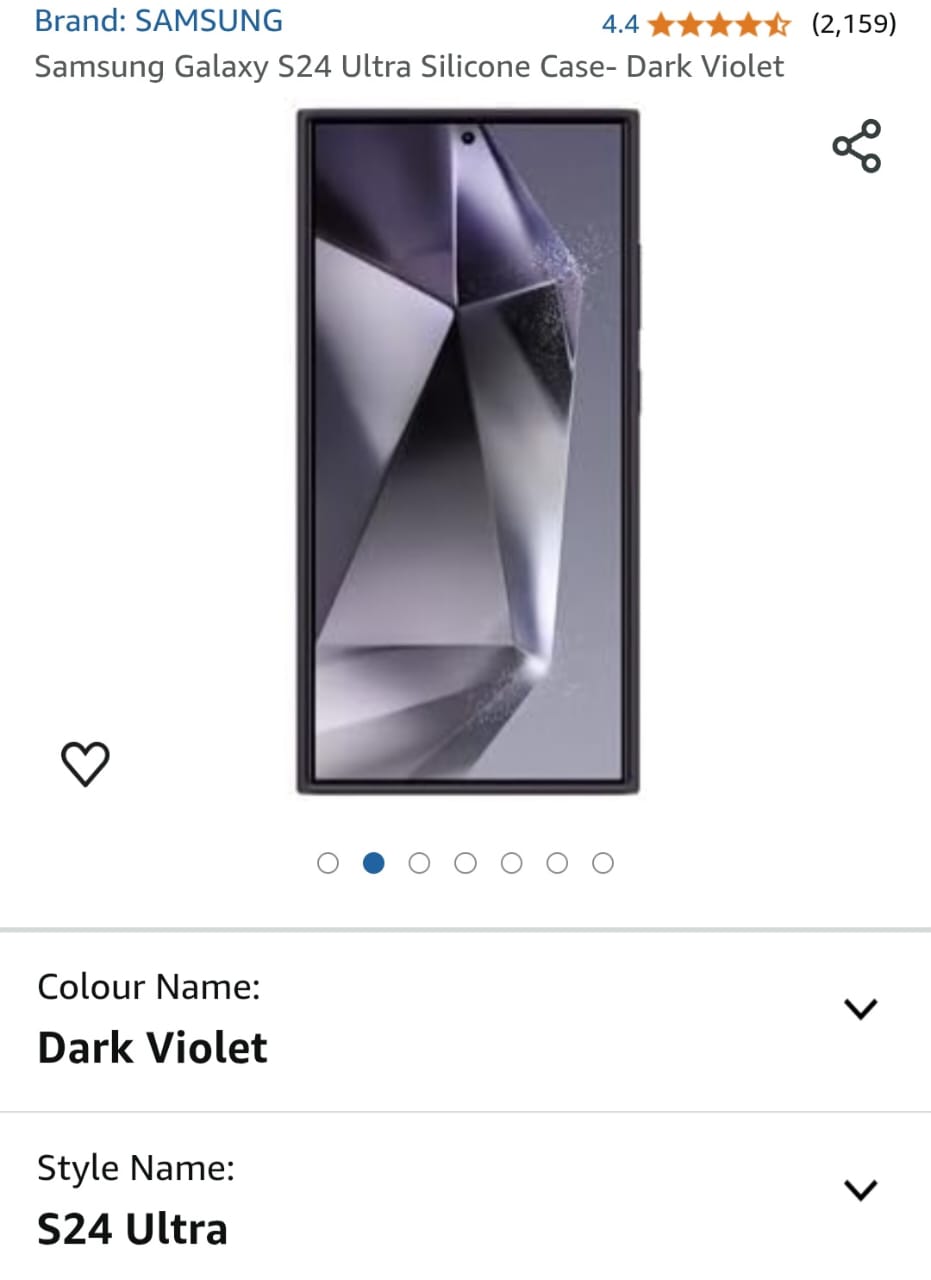 Brand: SAMSUNG 4.4 (2,159)
Samsung Galaxy S24 Ultra Silicone Case- Dark Violet
Colour Name:
Dark Violet
Style Name:
S24 Ultra